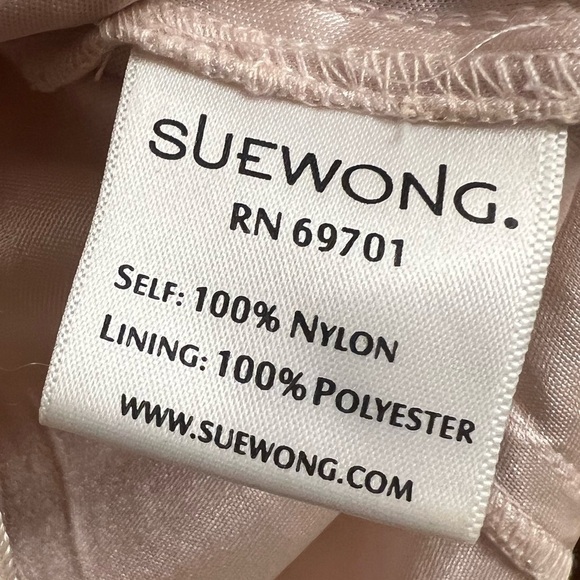 SUEWONG.
RN 69701
SELF: 100% NYLON
LINING: 100% POLYESTER
WWW.SUEWONG.COM